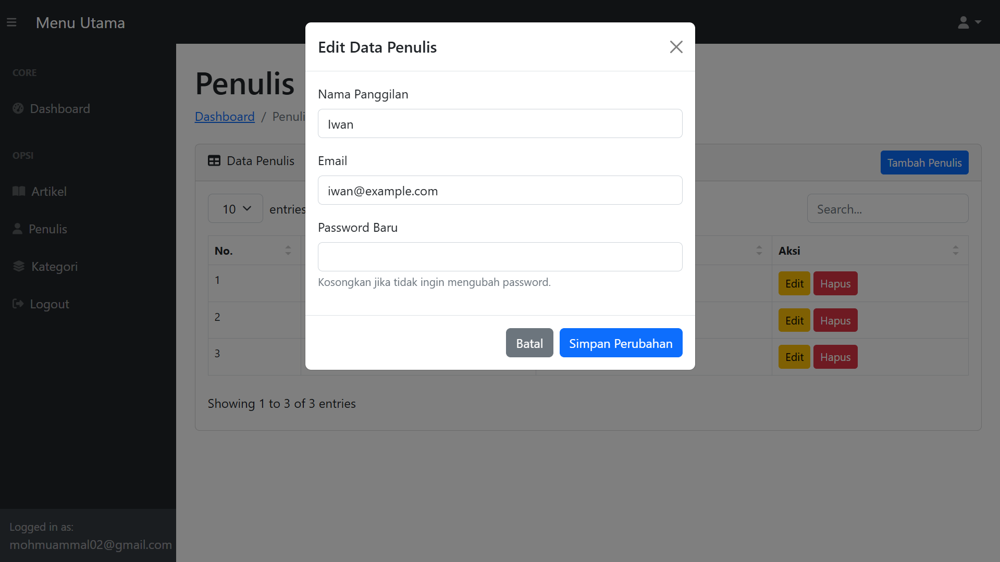 Menu Utama
CORE
Dashboard
OPSI
Artikel
Penulis
Kategori
Logout
Logged in as:
mohmuammal02@gmail.com
Penulis
Dashboard /
Data Penulis
Tambah Penulis
10 entries
Search...
No.
Aksi
1
Edit Hapus
2
Edit Hapus
3
Edit Hapus
Showing 1 to 3 of 3 entries
Edit Data Penulis
Nama Panggilan
Iwan
Email
iwan@example.com
Password Baru
Kosongkan jika tidak ingin mengubah password.
Batal
Simpan Perubahan